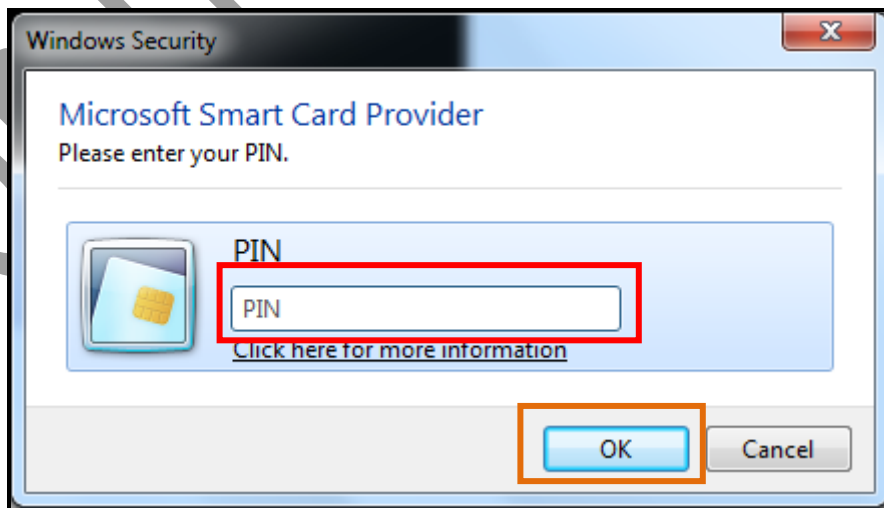 Windows Security
Microsoft Smart Card Provider
Please enter your PIN.
PIN
PIN
Click here for more information
OK
Cancel